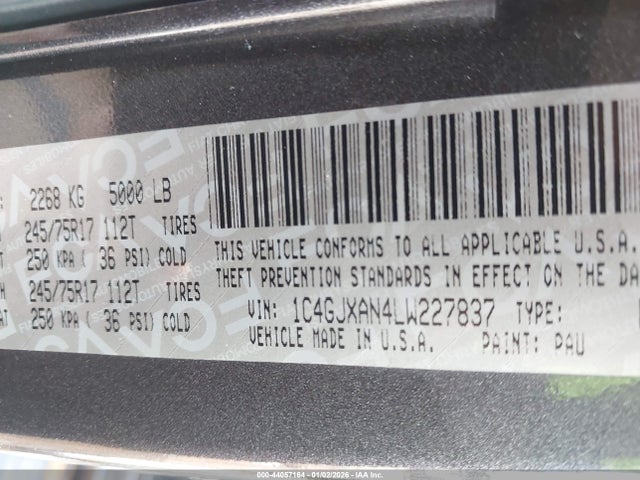 2268 KG 5000 LB
245/75R17 112T TIRES
250 KPA ( 36 PSI) COLD
245/75R17 112T TIRES
250 KPA ( 36 PSI) COLD
THIS VEHICLE CONFORMS TO ALL APPLICABLE U.S.A.
THEFT PREVENTION STANDARDS IN EFFECT ON THE DA
VIN: 1C4GJXAN4LW227837 TYPE:
VEHICLE MADE IN U.S.A. PAINT: PAU
000-44057164 - 01/02/2026 - IAA Inc.